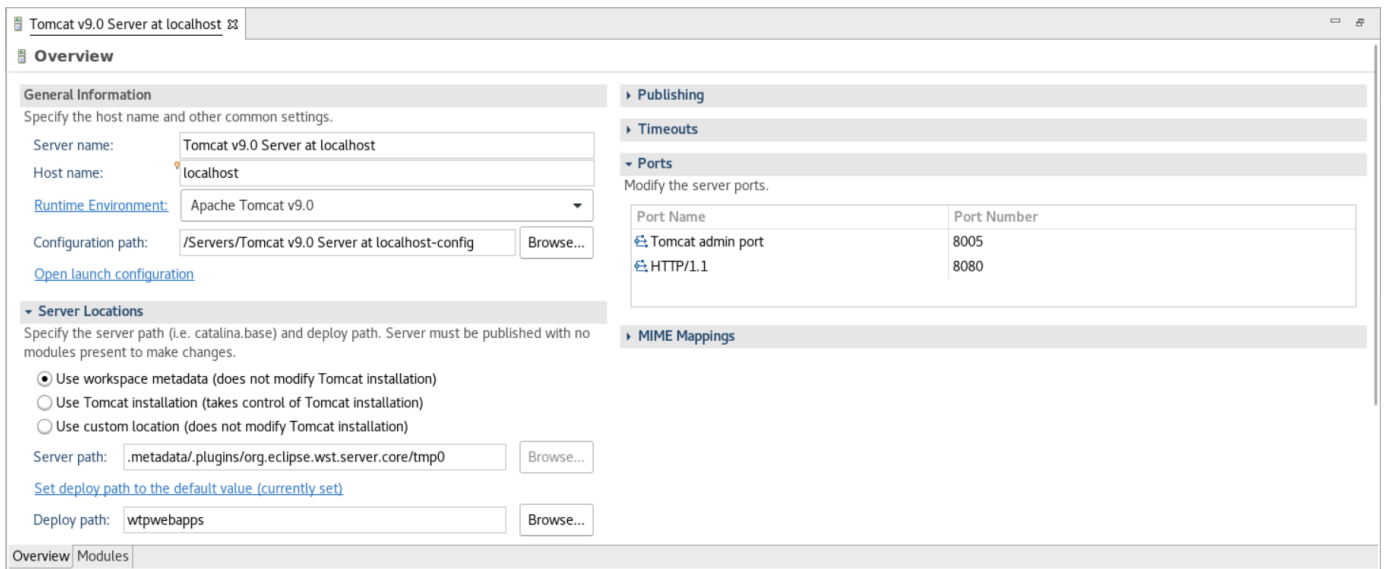 Tomcat v9.0 Server at localhost
Overview
General Information
Specify the host name and other common settings.
Server name: Tomcat v9.0 Server at localhost
Host name: localhost
Runtime Environment: Apache Tomcat v9.0
Configuration path: /Servers/Tomcat v9.0 Server at localhost-config Browse...
Open launch configuration
Server Locations
Specify the server path (i.e. catalina.base) and deploy path. Server must be published with no
modules present to make changes.
Use workspace metadata (does not modify Tomcat installation)
Use Tomcat installation (takes control of Tomcat installation)
Use custom location (does not modify Tomcat installation)
Server path: .metadata/.plugins/org.eclipse.wst.server.core/tmp0 Browse...
Set deploy path to the default value (currently set)
Deploy path: wtpwebapps Browse...
Publishing
Timeouts
Ports
Modify the server ports.
Port Name Port Number
Tomcat admin port 8005
HTTP/1.1 8080
MIME Mappings
Overview Modules